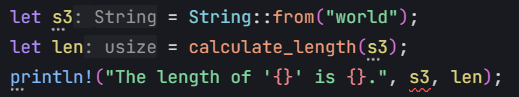 let s3: String = String::from("world");
let len: usize = calculate_length(s3);
println!("The length of '{}' is {}.", s3, len);